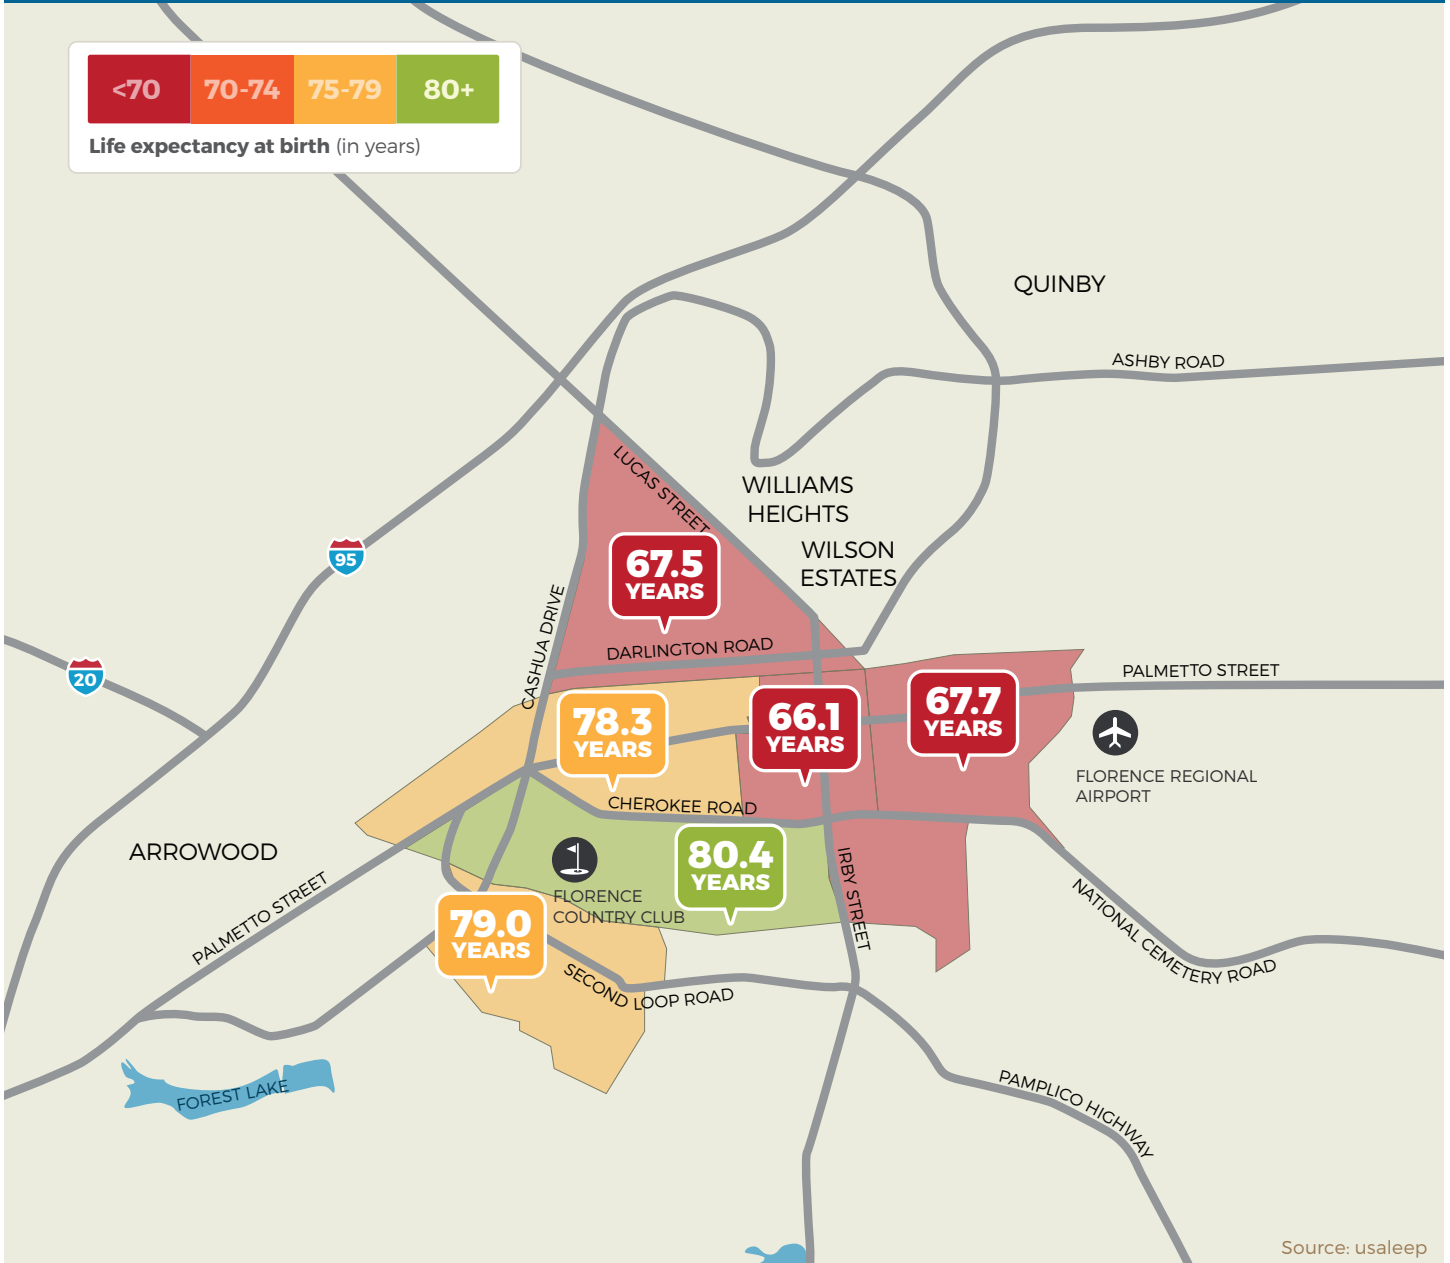 <70 70-74 75-79 80+
Life expectancy at birth (in years)
QUINBY
ASHBY ROAD
LUCAS STREET
WILLIAMS
HEIGHTS
WILSON
ESTATES
95
67.5
YEARS
CASHUA DRIVE
DARLINGTON ROAD
20
PALMETTO STREET
78.3
YEARS
66.1
YEARS
67.7
YEARS
FLORENCE REGIONAL
AIRPORT
CHEROKEE ROAD
ARROWOOD
80.4
YEARS
IRBY STREET
FLORENCE
COUNTRY CLUB
PALMETTO STREET
79.0
YEARS
NATIONAL CEMETERY ROAD
SECOND LOOP ROAD
FOREST LAKE
PAMPLICO HIGHWAY
Source: usaleep